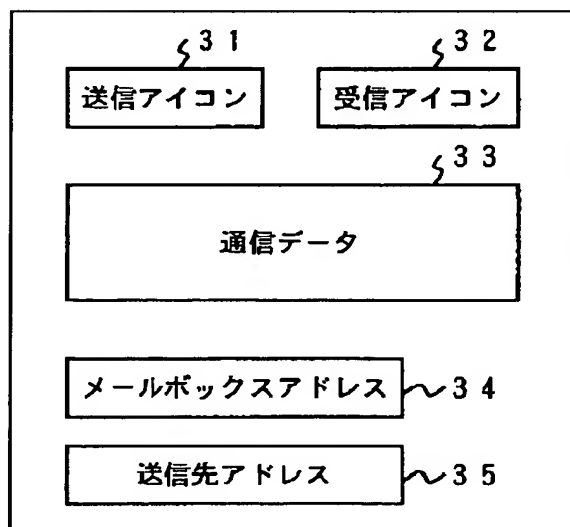 31 32
送信アイコン 受信アイコン
33
通信データ
メールボックスアドレス 34
送信先アドレス 35